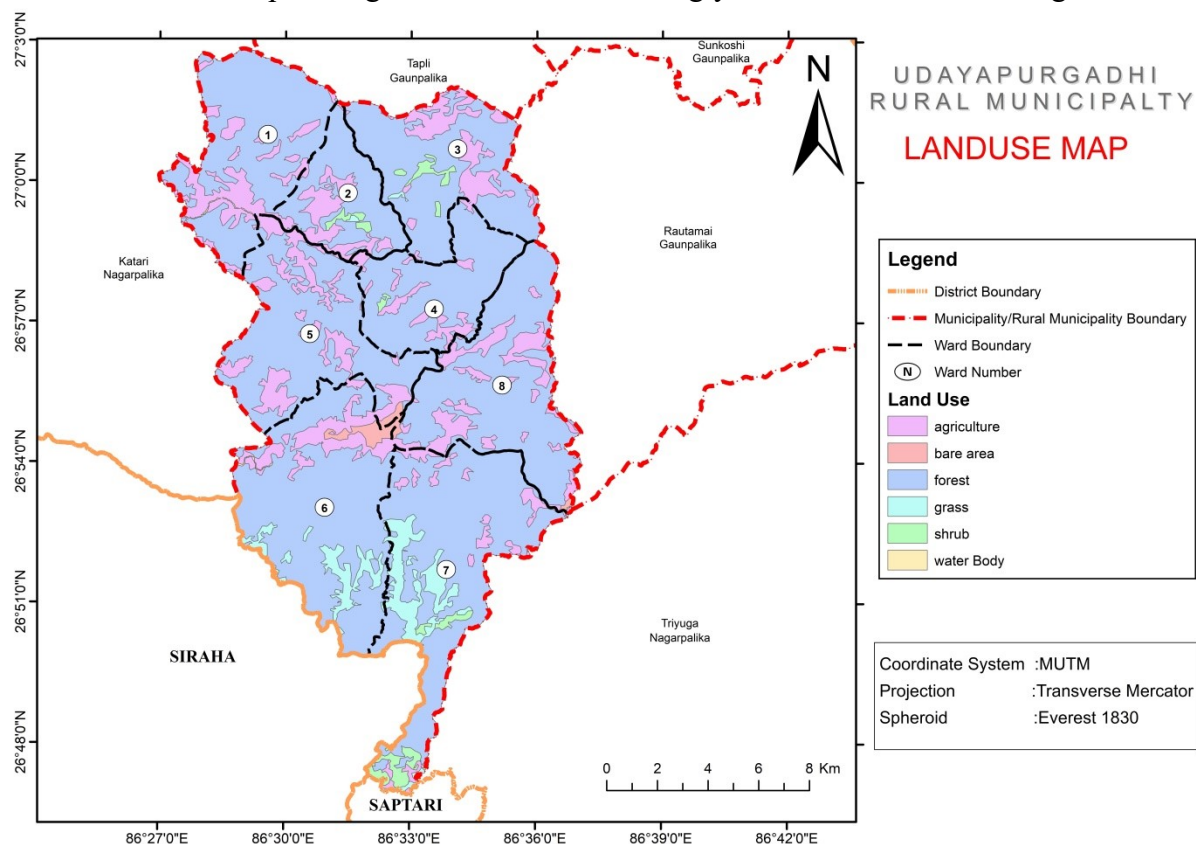 UDAYAPURGADHI
RURAL MUNICIPALTY
LANDUSE MAP
27°3'0"N
27°0'0"N
26°57'0"N
26°54'0"N
26°51'0"N
26°48'0"N
Tapli
Gaunpalika
Sunkoshi
Gaunpalika
N
Katari
Nagarpalika
Rautamai
Gaunpalika
Triyuga
Nagarpalika
SIRAHA
SAPTARI
1
2
3
4
5
6
7
8
0 2 4 6 8 Km
86°27'0"E 86°30'0"E 86°33'0"E 86°36'0"E 86°39'0"E 86°42'0"E
Legend
District Boundary
Municipality/Rural Municipality Boundary
Ward Boundary
N Ward Number
Land Use
agriculture
bare area
forest
grass
shrub
water Body
Coordinate System :MUTM
Projection :Transverse Mercator
Spheroid :Everest 1830